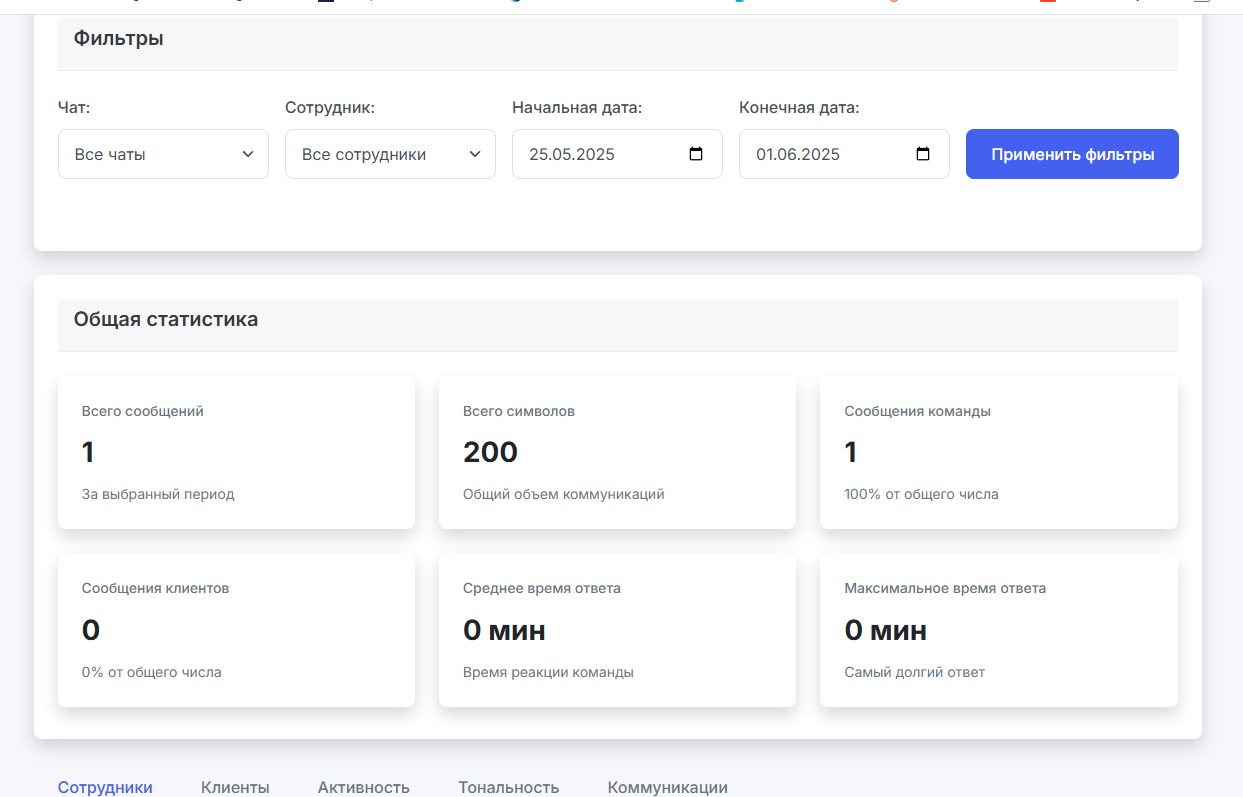 Фильтры
Чат: Сотрудник: Начальная дата: Конечная дата:
Все чаты Все сотрудники 25.05.2025 01.06.2025 Применить фильтры
Общая статистика
Всего сообщений Всего символов Сообщения команды
1 200 1
За выбранный период Общий объем коммуникаций 100% от общего числа
Сообщения клиентов Среднее время ответа Максимальное время ответа
0 0 мин 0 мин
0% от общего числа Время реакции команды Самый долгий ответ
Сотрудники Клиенты Активность Тональность Коммуникации